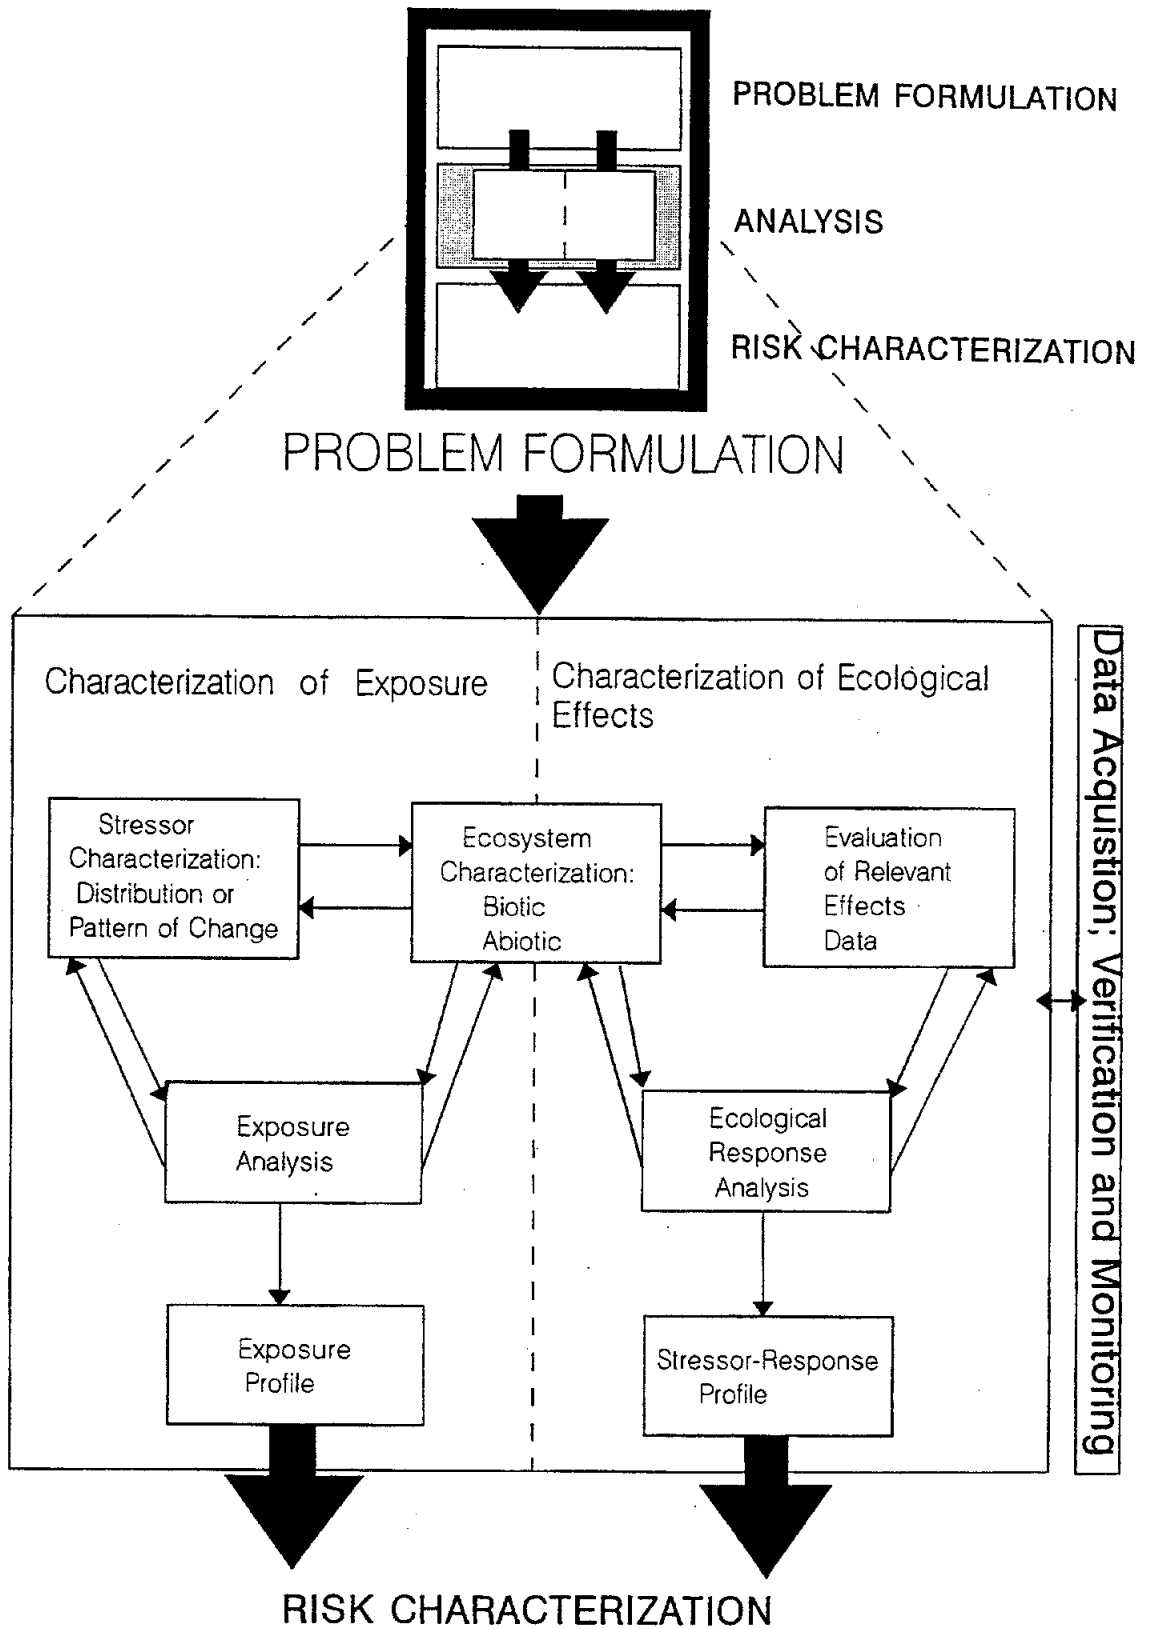 PROBLEM FORMULATION
ANALYSIS
RISK CHARACTERIZATION
PROBLEM FORMULATION
Characterization of Exposure
Characterization of Ecological
Effects
Stressor
Characterization:
Distribution or
Pattern of Change
Ecosystem
Characterization:
Biotic
Abiotic
Evaluation
of Relevant
Effects
Data
Exposure
Analysis
Ecological
Response
Analysis
Exposure
Profile
Stressor-Response
Profile
Data Acquistion; Verification and Monitoring
RISK CHARACTERIZATION